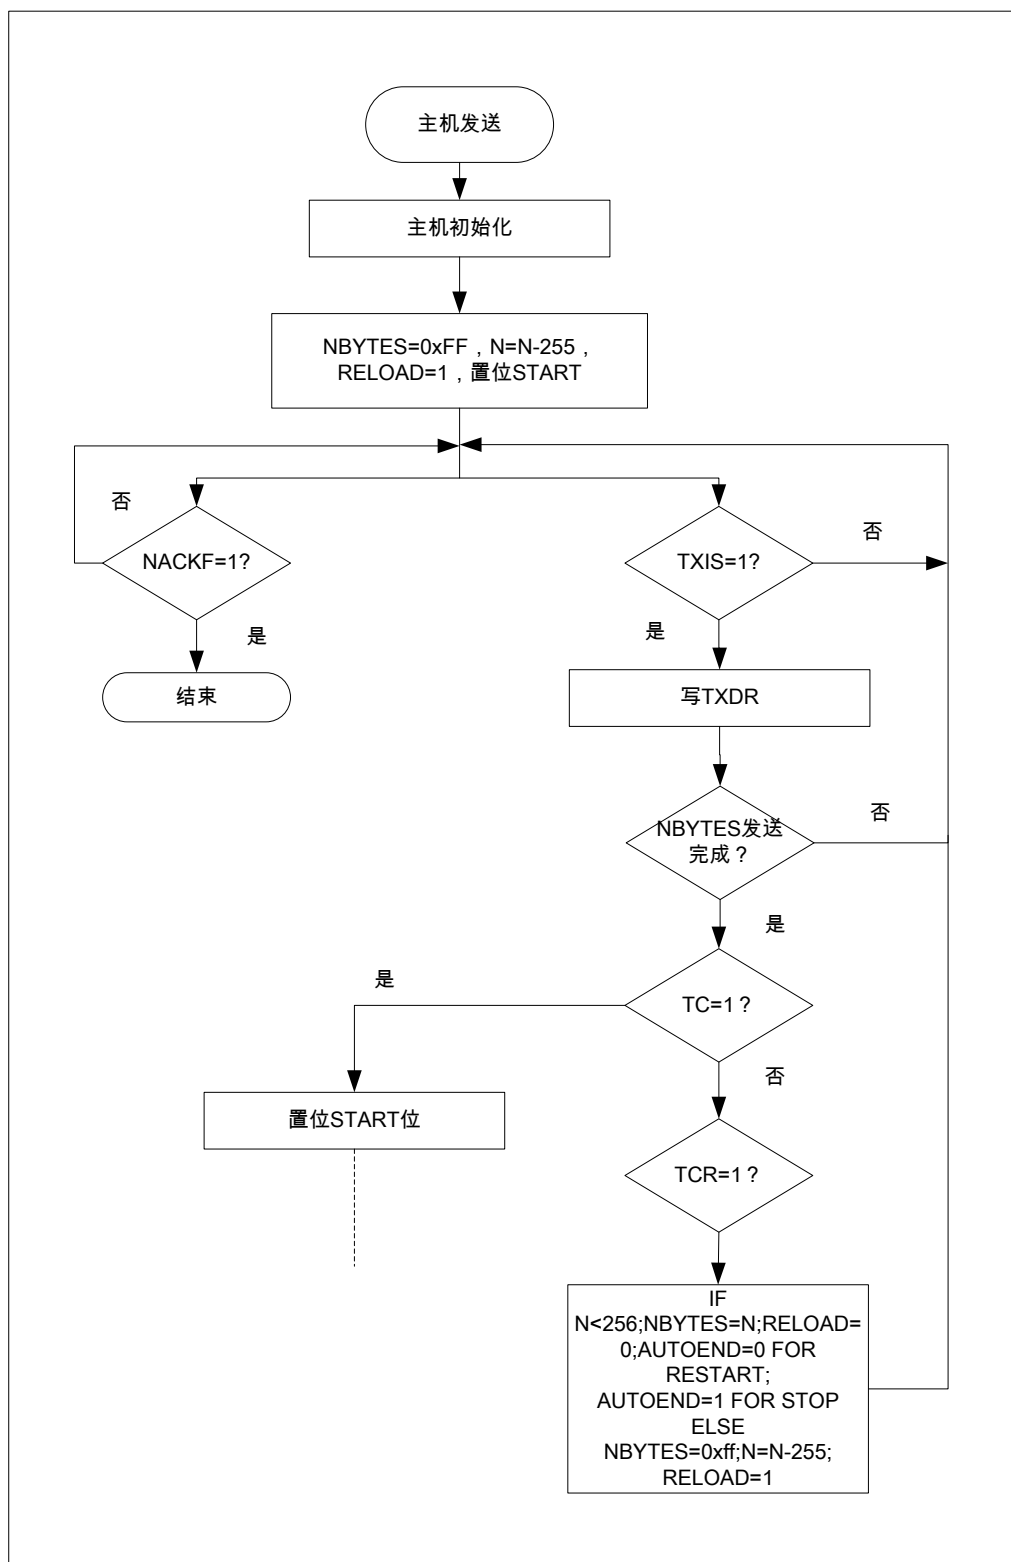 主机发送
主机初始化
NBYTES=0xFF，N=N-255，
RELOAD=1，置位START
否
否
NACKF=1?
TXIS=1?
是
是
结束
写TXDR
否
NBYTES发送
完成？
是
是
TC=1？
否
置位START位
TCR=1？
IF
N<256;NBYTES=N;RELOAD=
0;AUTOEND=0 FOR
RESTART;
AUTOEND=1 FOR STOP
ELSE
NBYTES=0xff;N=N-255;
RELOAD=1